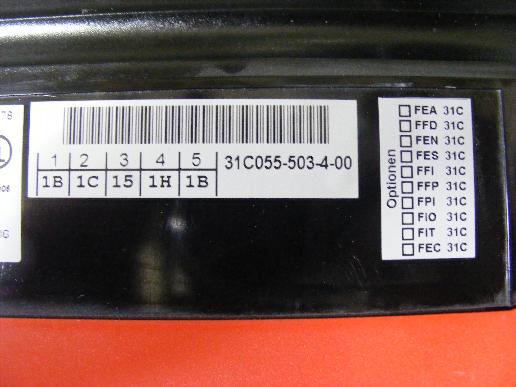 1 2 3 4 5
1B 1C 15 1H 1B
31C055-503-4-00
Optionen
FEA 31C
FFD 31C
FEN 31C
FES 31C
FFI 31C
FFP 31C
FPI 31C
FIO 31C
FIT 31C
FEC 31C